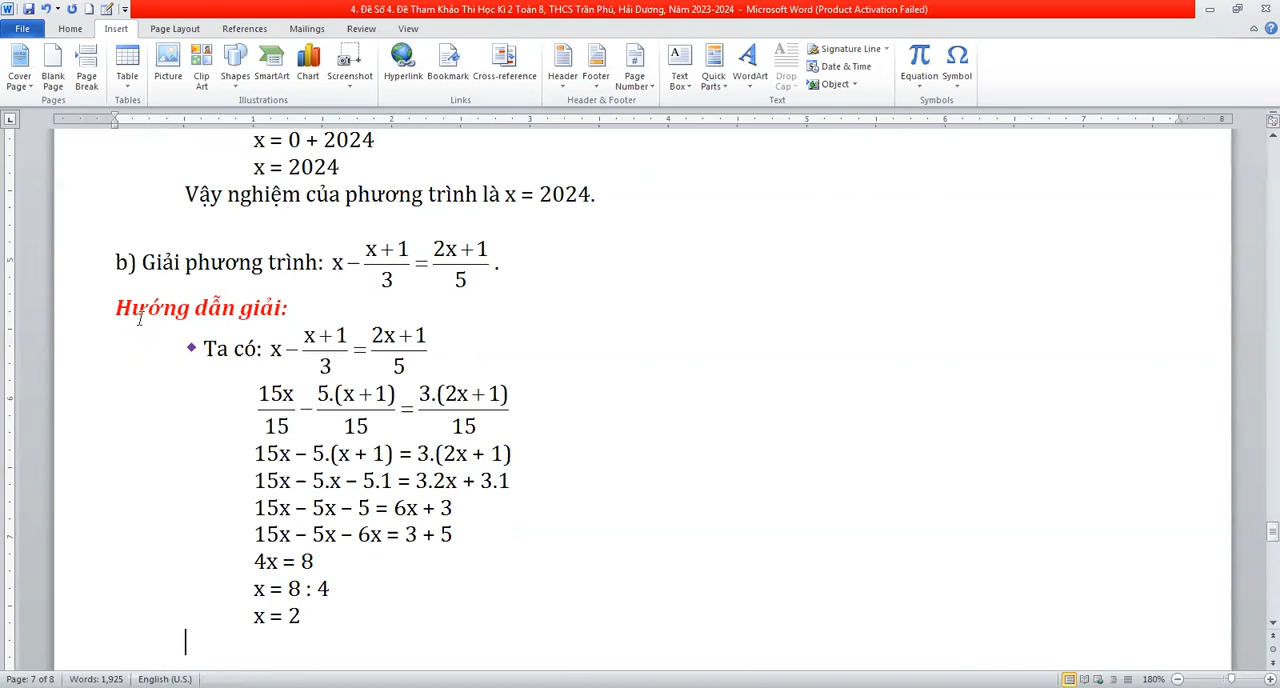 4. Đề Số 4. Đề Tham Khảo Thi Học Kì 2 Toán 8, THCS Trần Phú, Hải Dương, Năm 2023-2024 - Microsoft Word (Product Activation Failed)
File Home Insert Page Layout References Mailings Review View
Cover Page Blank Page Page Break Table Picture Clip Art Shapes SmartArt Chart Screenshot Hyperlink Bookmark Cross-reference Header Footer Page Number Text Box Quick Parts WordArt Drop Cap Signature Line Date & Time Object Equation Symbol
Pages Tables Illustrations Links Header & Footer Text Symbols
1 2 3 4 5 6 7 8
x = 0 + 2024
x = 2024
Vậy nghiệm của phương trình là x = 2024.
b) Giải phương trình: x − (x + 1)/3 = (2x + 1)/5 .
Hướng dẫn giải:
Ta có: x − (x + 1)/3 = (2x + 1)/5
15x/15 − 5.(x + 1)/15 = 3.(2x + 1)/15
15x − 5.(x + 1) = 3.(2x + 1)
15x − 5.x − 5.1 = 3.2x + 3.1
15x − 5x − 5 = 6x + 3
15x − 5x − 6x = 3 + 5
4x = 8
x = 8 : 4
x = 2
Page: 7 of 8 Words: 1,925 English (U.S.) 180%